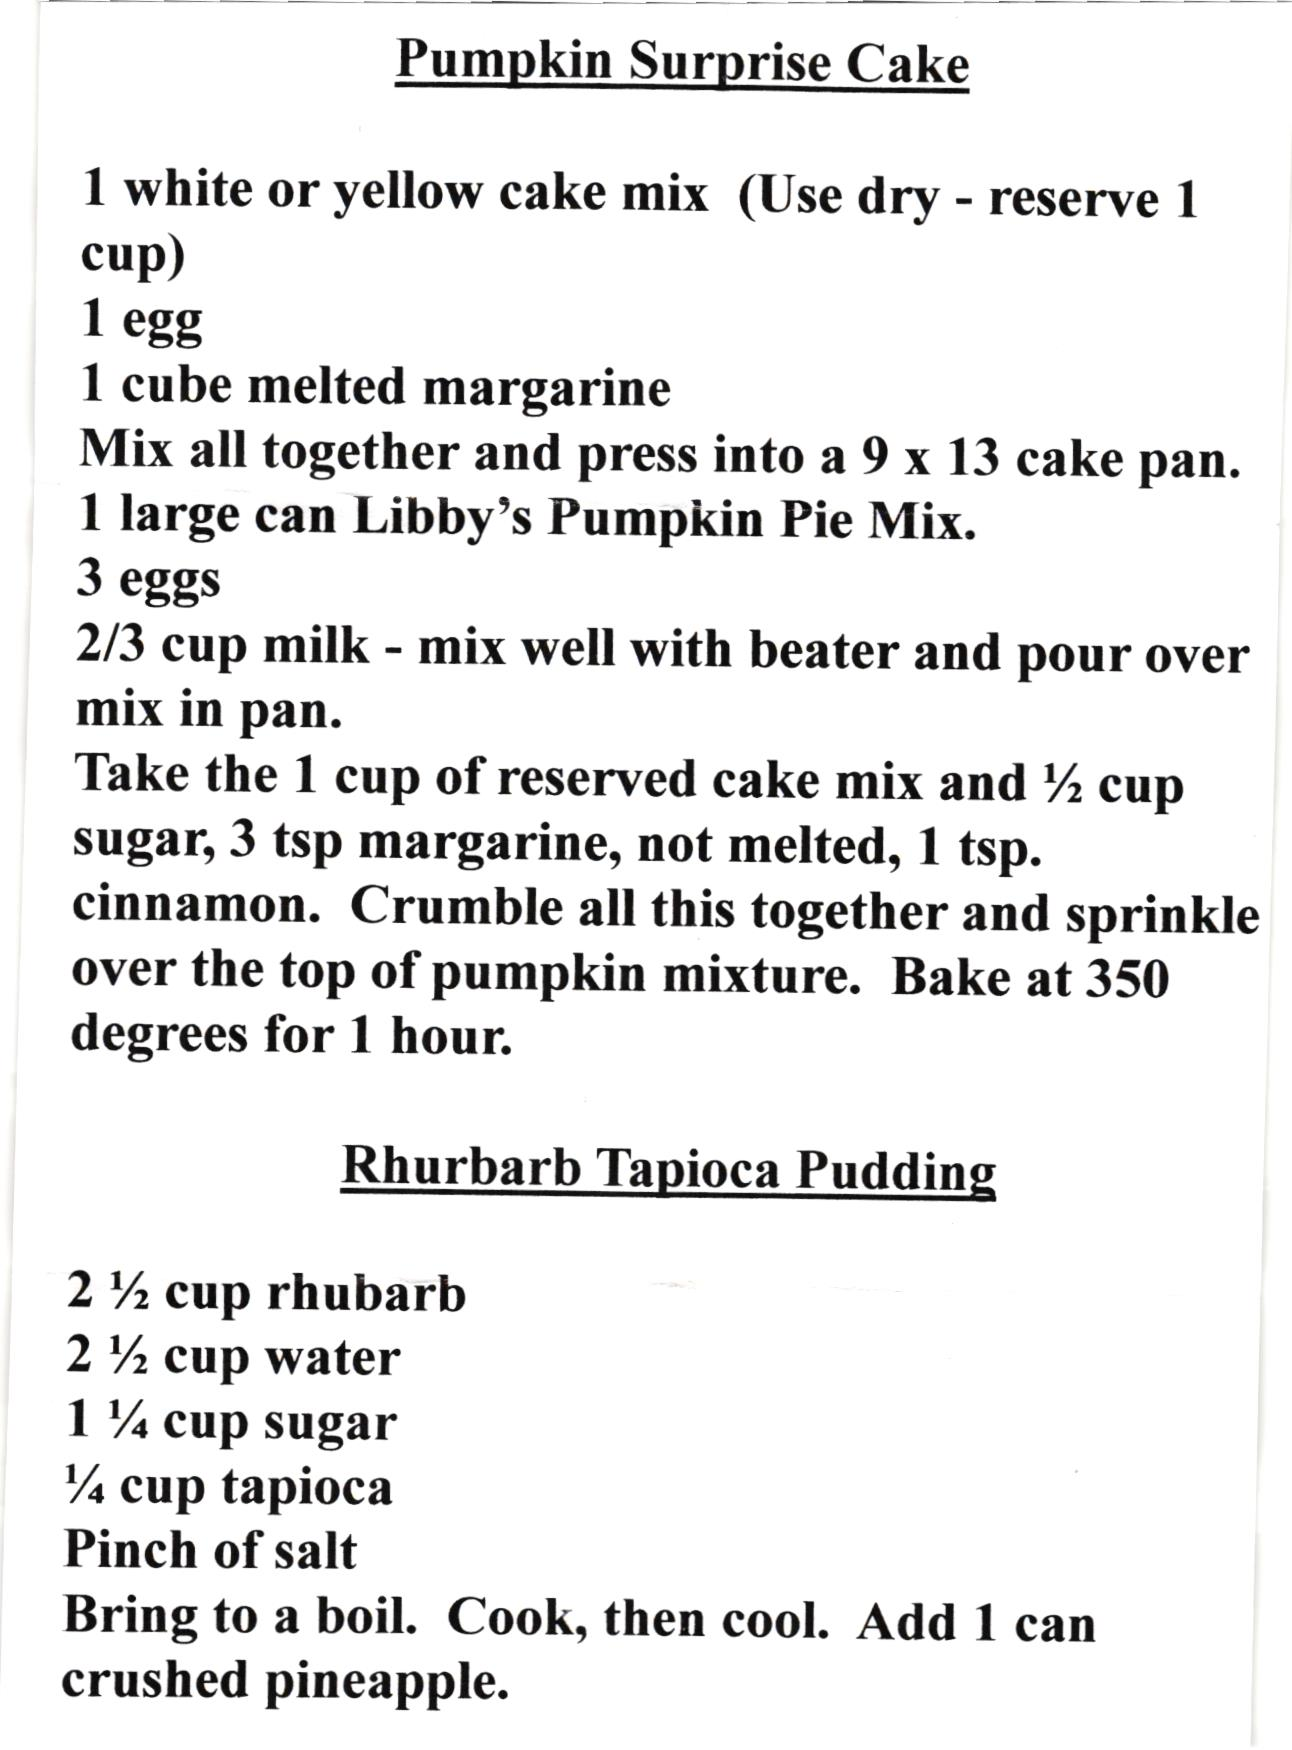 Pumpkin Surprise Cake
1 white or yellow cake mix  (Use dry - reserve 1
cup)
1 egg
1 cube melted margarine
Mix all together and press into a 9 x 13 cake pan.
1 large can Libby’s Pumpkin Pie Mix.
3 eggs
2/3 cup milk - mix well with beater and pour over
mix in pan.
Take the 1 cup of reserved cake mix and ½ cup
sugar, 3 tsp margarine, not melted, 1 tsp.
cinnamon.  Crumble all this together and sprinkle
over the top of pumpkin mixture.  Bake at 350
degrees for 1 hour.
Rhurbarb Tapioca Pudding
2 ½ cup rhubarb
2 ½ cup water
1 ¼ cup sugar
¼ cup tapioca
Pinch of salt
Bring to a boil.  Cook, then cool.  Add 1 can
crushed pineapple.